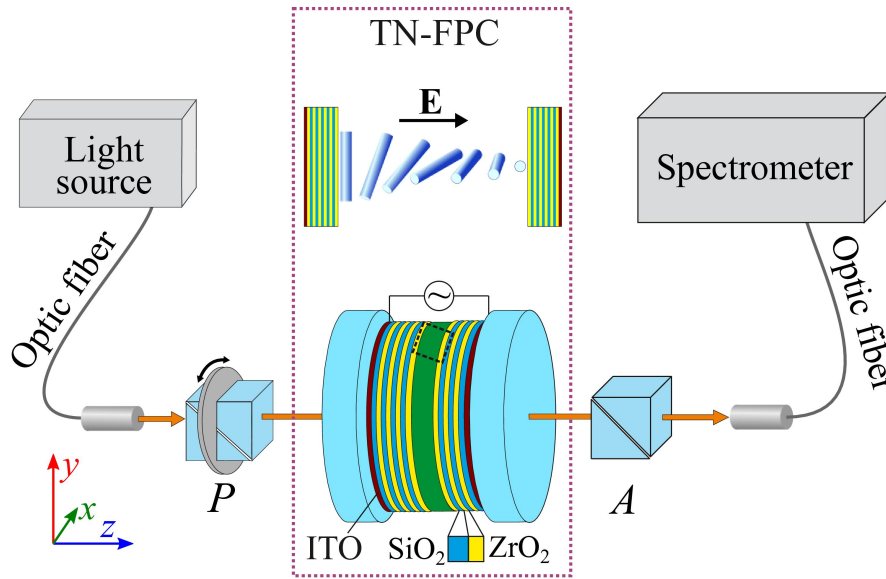 TN-FPC
E
Light
source
Spectrometer
Optic fiber
Optic fiber
P
A
y
x
z
ITO
SiO₂
ZrO₂